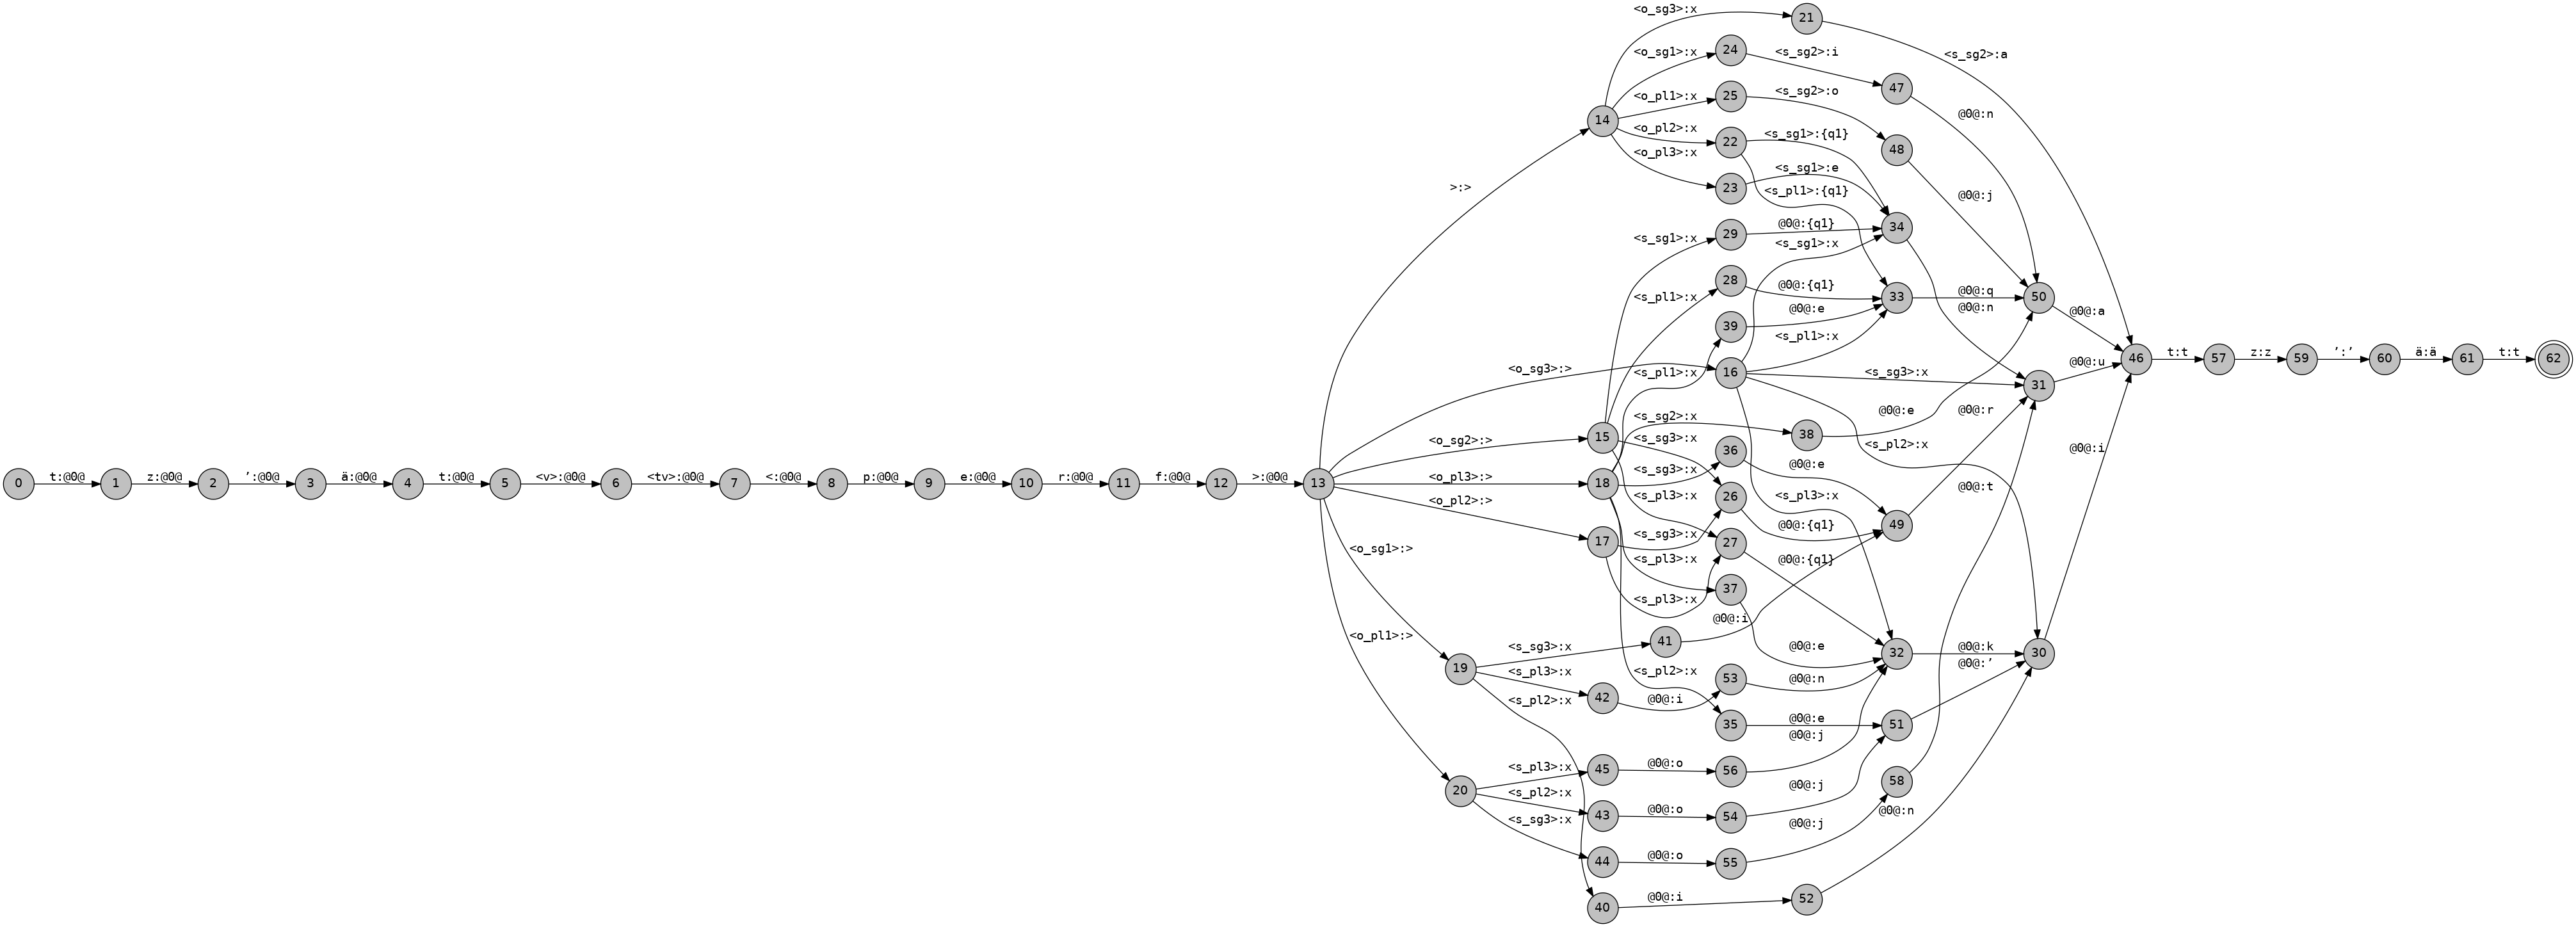 0 t:@0@ 1 z:@0@ 2 ’:@0@ 3 ä:@0@ 4 t:@0@ 5 <v>:@0@ 6 <tv>:@0@ 7 <:@0@ 8 p:@0@ 9 e:@0@ 10 r:@0@ 11 f:@0@ 12 >:@0@ 13
>:>
<o_sg3>:>
<o_sg2>:>
<o_pl3>:>
<o_pl2>:>
<o_sg1>:>
<o_pl1>:>
14
<o_sg3>:x 21 <s_sg2>:a
<o_sg1>:x 24 <s_sg2>:i 47 @0@:n
<o_pl1>:x 25 <s_sg2>:o 48 @0@:j
<o_pl2>:x 22 <s_sg1>:{q1}
<s_pl1>:{q1}
<o_pl3>:x 23 <s_sg1>:e
15
<s_sg1>:x 29 @0@:{q1} 34 @0@:n
<s_pl1>:x 28 @0@:{q1} 33 @0@:q 50 @0@:a
<s_sg3>:x 26 @0@:{q1}
<s_pl3>:x 27 @0@:{q1}
16
<s_sg1>:x
<s_pl1>:x
<s_sg3>:x 31 @0@:u
<s_pl2>:x
<s_pl3>:x
18
<s_pl1>:x 39 @0@:e
<s_sg2>:x 38 @0@:e
<s_sg3>:x 36 @0@:e 49 @0@:r
<s_pl3>:x 37 @0@:e
<s_pl2>:x 35 @0@:e 51 @0@:’
17
<s_sg3>:x
<s_pl3>:x
19
<s_sg3>:x 41 @0@:i
<s_pl3>:x 42 @0@:i 53 @0@:n 32 @0@:k 30 @0@:i
<s_pl2>:x 40 @0@:i 52 @0@:n
20
<s_pl3>:x 45 @0@:o 56 @0@:j
<s_pl2>:x 43 @0@:o 54 @0@:j
<s_sg3>:x 44 @0@:o 55 @0@:j 58 @0@:t
46 t:t 57 z:z 59 ’:’ 60 ä:ä 61 t:t 62